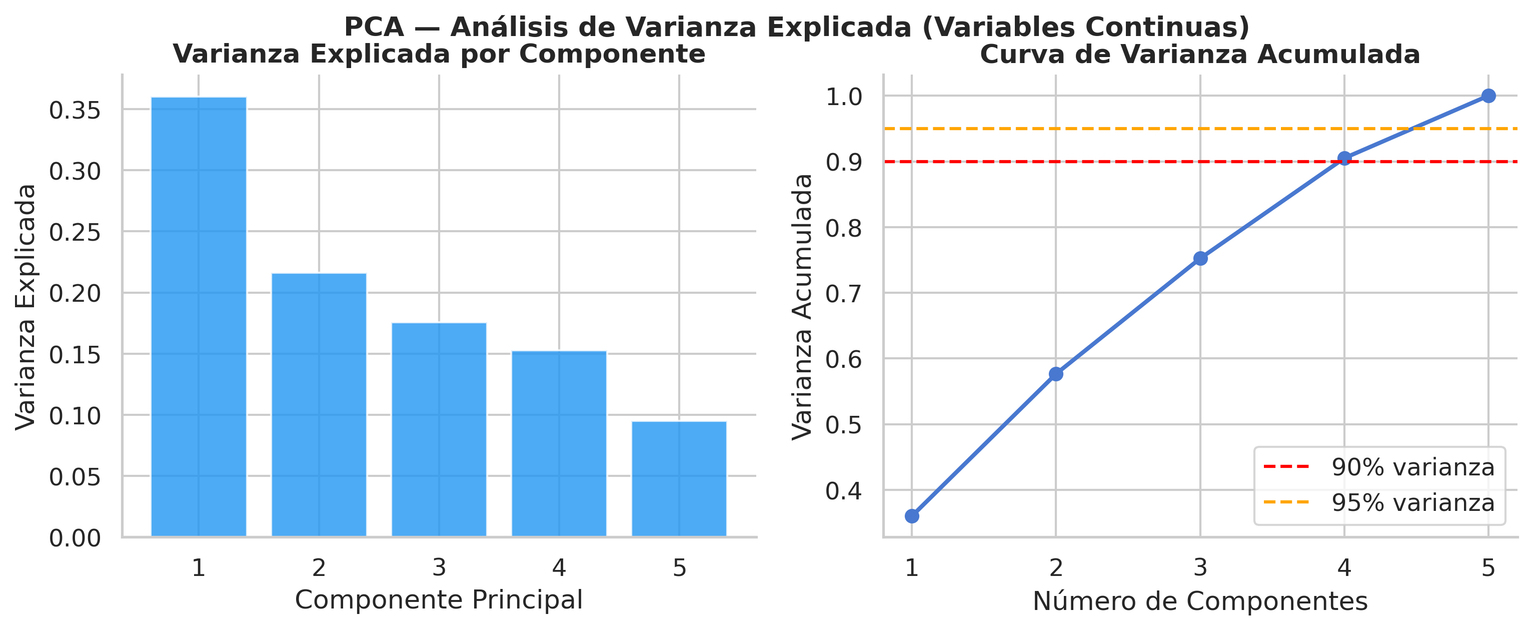 PCA — Análisis de Varianza Explicada (Variables Continuas)
Varianza Explicada por Componente
Varianza Explicada
0.35
0.30
0.25
0.20
0.15
0.10
0.05
0.00
1 2 3 4 5
Componente Principal
Curva de Varianza Acumulada
Varianza Acumulada
1.0
0.9
0.8
0.7
0.6
0.5
0.4
90% varianza
95% varianza
1 2 3 4 5
Número de Componentes